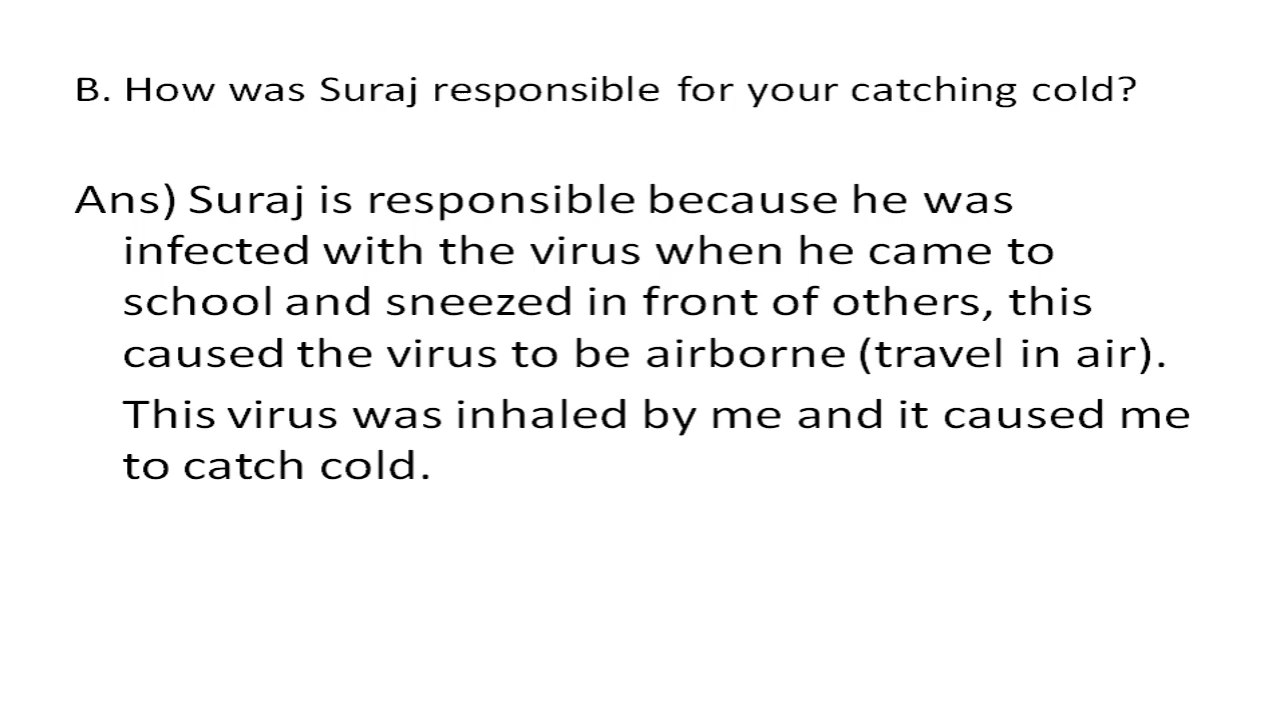 B. How was Suraj responsible for your catching cold?
Ans) Suraj is responsible because he was
infected with the virus when he came to
school and sneezed in front of others, this
caused the virus to be airborne (travel in air).
This virus was inhaled by me and it caused me
to catch cold.